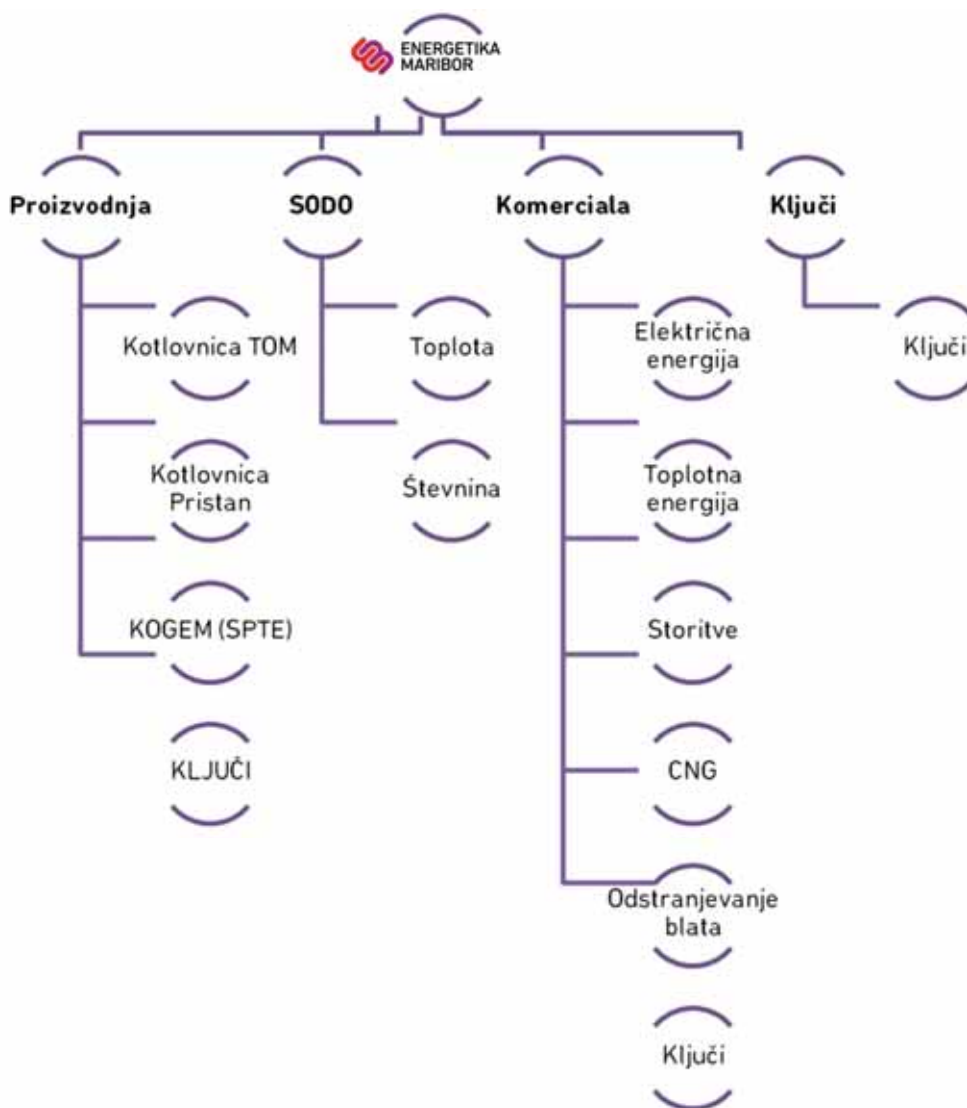 ENERGETIKA
MARIBOR
Proizvodnja
SODO
Komerciala
Ključi
Kotlovnica TOM
Kotlovnica
Pristan
KOGEM (SPTE)
KLJUČI
Toplota
Števnina
Električna
energija
Toplotna
energija
Storitve
CNG
Odstranjevanje
blata
Ključi
Ključi